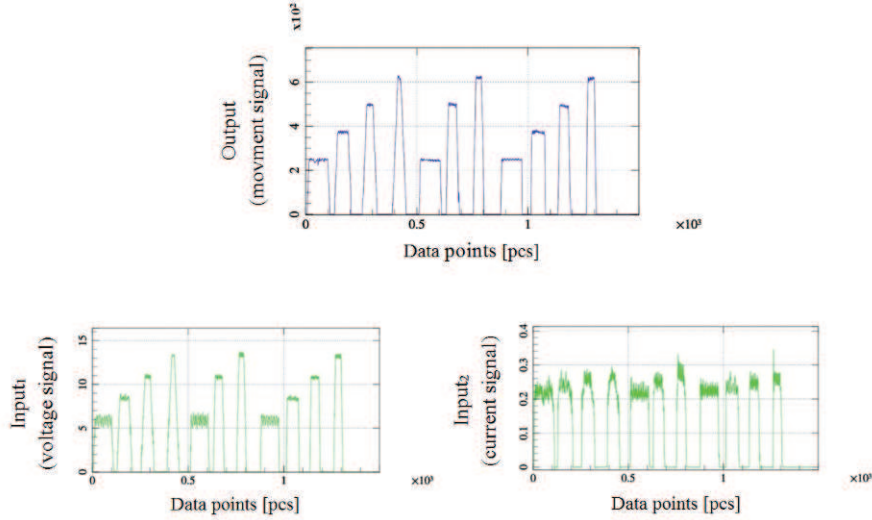 x10²
6
4
2
0
Output
(movment signal)
0 0.5 1 x10³
Data points [pcs]
15
10
5
0
Input₁
(voltage signal)
0 0.5 1 x10³
Data points [pcs]
0.4
0.3
0.2
0.1
0
Input₂
(current signal)
0 0.5 1 x10³
Data points [pcs]